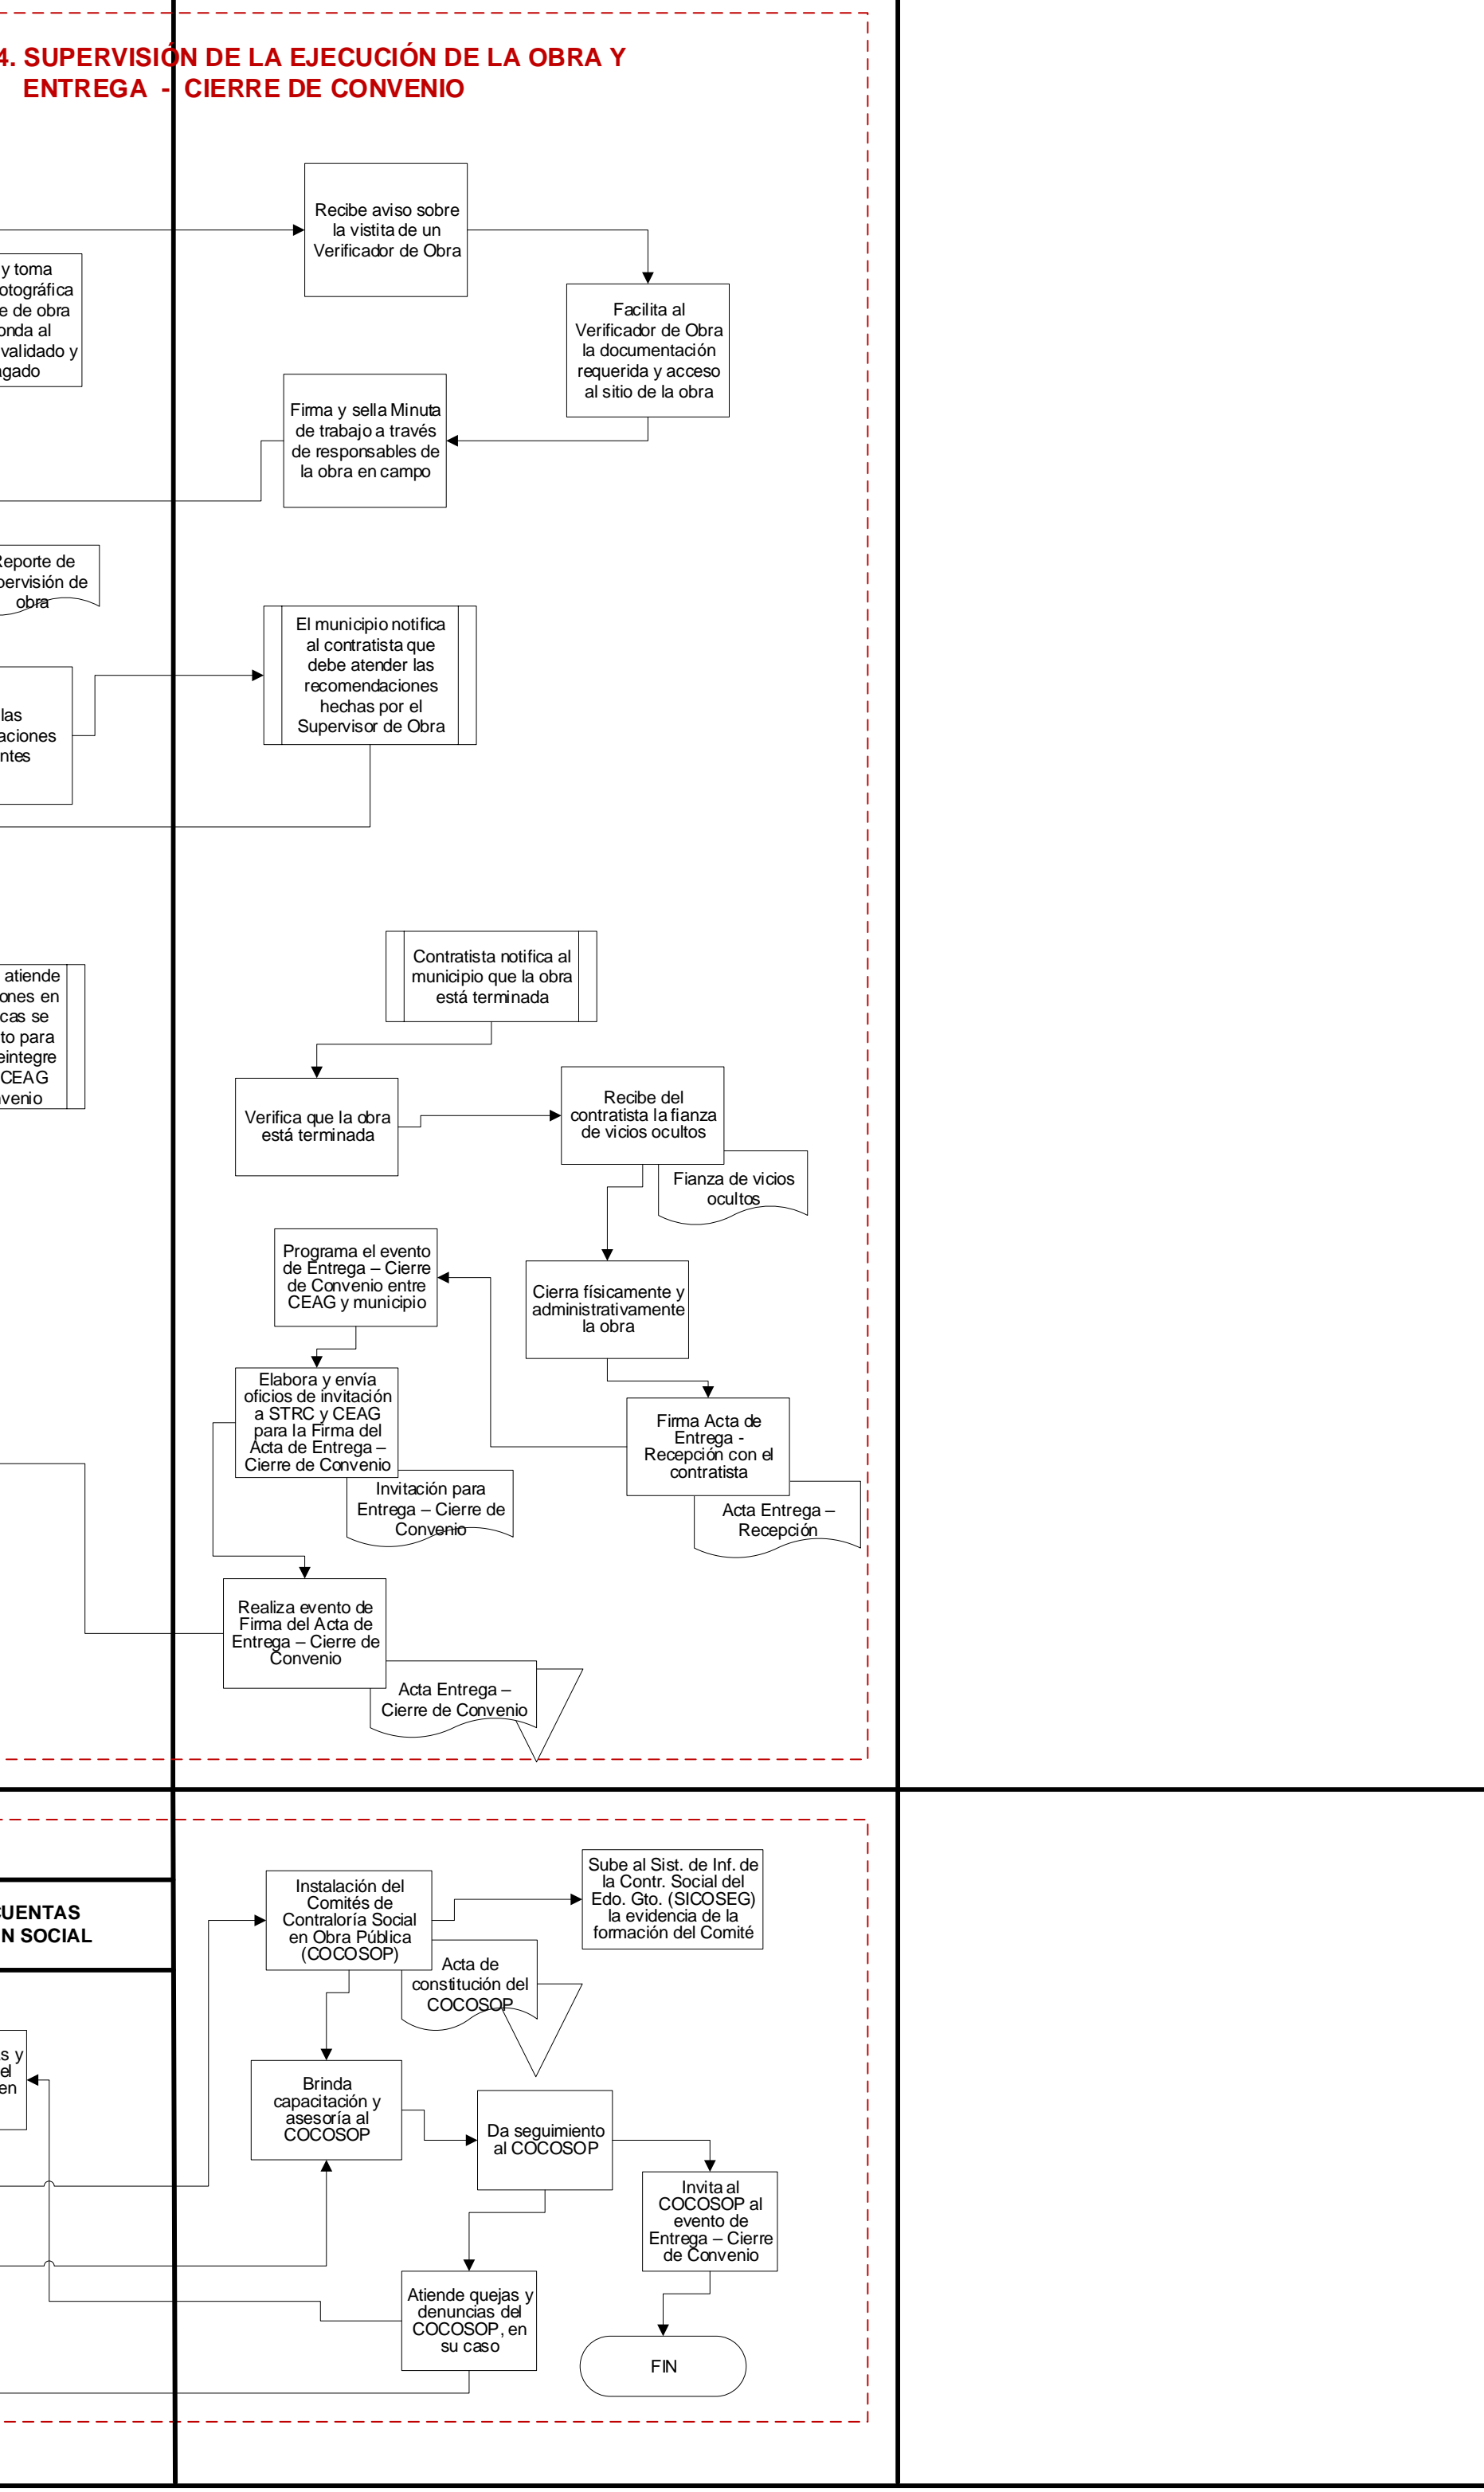 4. SUPERVISIÓN DE LA EJECUCIÓN DE LA OBRA Y
ENTREGA - CIERRE DE CONVENIO
Recibe aviso sobre
la vistita de un
Verificador de Obra
y toma
otográfica
e de obra
onda al
validado y
gado
Facilita al
Verificador de Obra
la documentación
requerida y acceso
al sitio de la obra
Firma y sella Minuta
de trabajo a través
de responsables de
la obra en campo
Reporte de
pervisión de
obra
El municipio notifica
al contratista que
debe atender las
recomendaciones
hechas por el
Supervisor de Obra
las
aciones
ntes
Contratista notifica al
municipio que la obra
está terminada
atiende
ones en
cas se
to para
eintegre
CEAG
nvenio
Verifica que la obra
está terminada
Recibe del
contratista la fianza
de vicios ocultos
Fianza de vicios
ocultos
Programa el evento
de Entrega – Cierre
de Convenio entre
CEAG y municipio
Cierra físicamente y
administrativamente
la obra
Elabora y envía
oficios de invitación
a STRC y CEAG
para la Firma del
Acta de Entrega –
Cierre de Convenio
Invitación para
Entrega – Cierre de
Convenio
Firma Acta de
Entrega -
Recepción con el
contratista
Acta Entrega –
Recepción
Realiza evento de
Firma del Acta de
Entrega – Cierre de
Convenio
Acta Entrega –
Cierre de Convenio
CUENTAS
N SOCIAL
Instalación del
Comités de
Contraloría Social
en Obra Pública
(COCOSOP)
Sube al Sist. de Inf. de
la Contr. Social del
Edo. Gto. (SICOSEG)
la evidencia de la
formación del Comité
Acta de
constitución del
COCOSOP
s y
el
en
Brinda
capacitación y
asesoría al
COCOSOP
Da seguimiento
al COCOSOP
Invita al
COCOSOP al
evento de
Entrega – Cierre
de Convenio
Atiende quejas y
denuncias del
COCOSOP, en
su caso
FIN